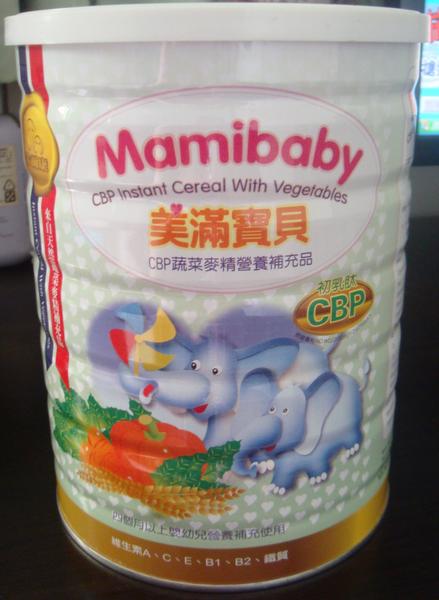 Mamibaby
CBP Instant Cereal With Vegetables
美滿寶貝
CBP蔬菜麥精營養補充品
初乳肽
CBP
四個月以上嬰幼兒營養補充使用
維生素A、C、E、B1、B2、鐵質